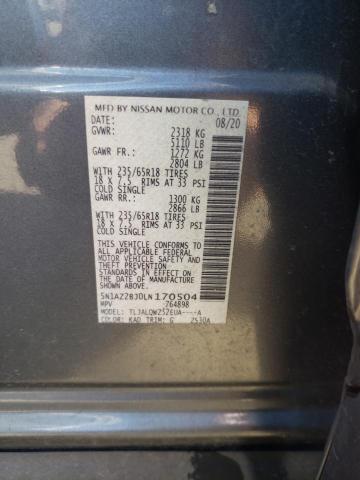 MFD BY NISSAN MOTOR CO., LTD.
DATE: 08/20
GVWR: 2318 KG
5110 LB
GAWR FR.: 1272 KG
2804 LB
WITH 235/65R18 TIRES
18 x 7.5, RIMS AT 33 PSI
COLD SINGLE
GAWR RR.: 1300 KG
2866 LB
WITH 235/65R18 TIRES
18 x 7.5, RIMS AT 33 PSI
COLD SINGLE
THIS VEHICLE CONFORMS TO
ALL APPLICABLE FEDERAL
MOTOR VEHICLE SAFETY AND
THEFT PREVENTION
STANDARDS IN EFFECT ON
THE DATE OF MANUFACTURE
SHOWN ABOVE.
5N1AZ2BJ0LN170504
MPV 764898
MODEL: TLJALQWZ52EUA----A
COLOR: KAD TRIM: G Z530A